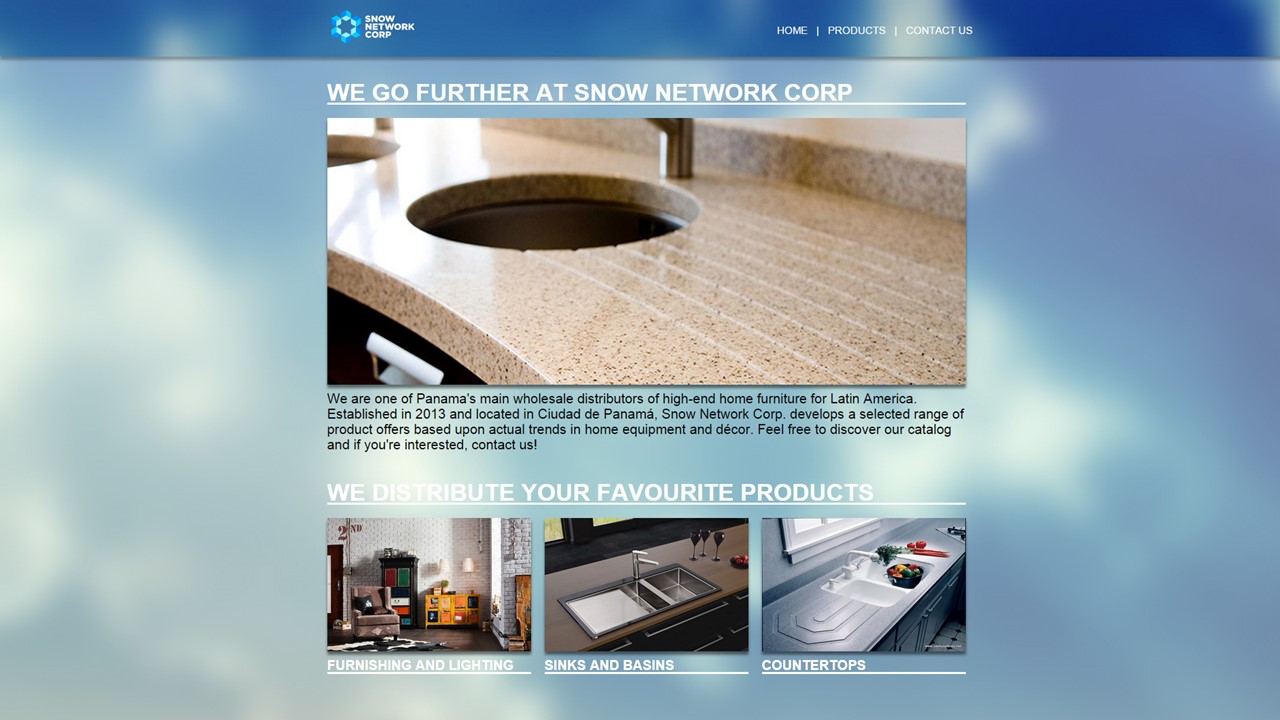 SNOW
NETWORK
CORP
HOME | PRODUCTS | CONTACT US
WE GO FURTHER AT SNOW NETWORK CORP
We are one of Panama's main wholesale distributors of high-end home furniture for Latin America.
Established in 2013 and located in Ciudad de Panamá, Snow Network Corp. develops a selected range of
product offers based upon actual trends in home equipment and décor. Feel free to discover our catalog
and if you're interested, contact us!
WE DISTRIBUTE YOUR FAVOURITE PRODUCTS
2ND
FURNISHING AND LIGHTING
SINKS AND BASINS
COUNTERTOPS